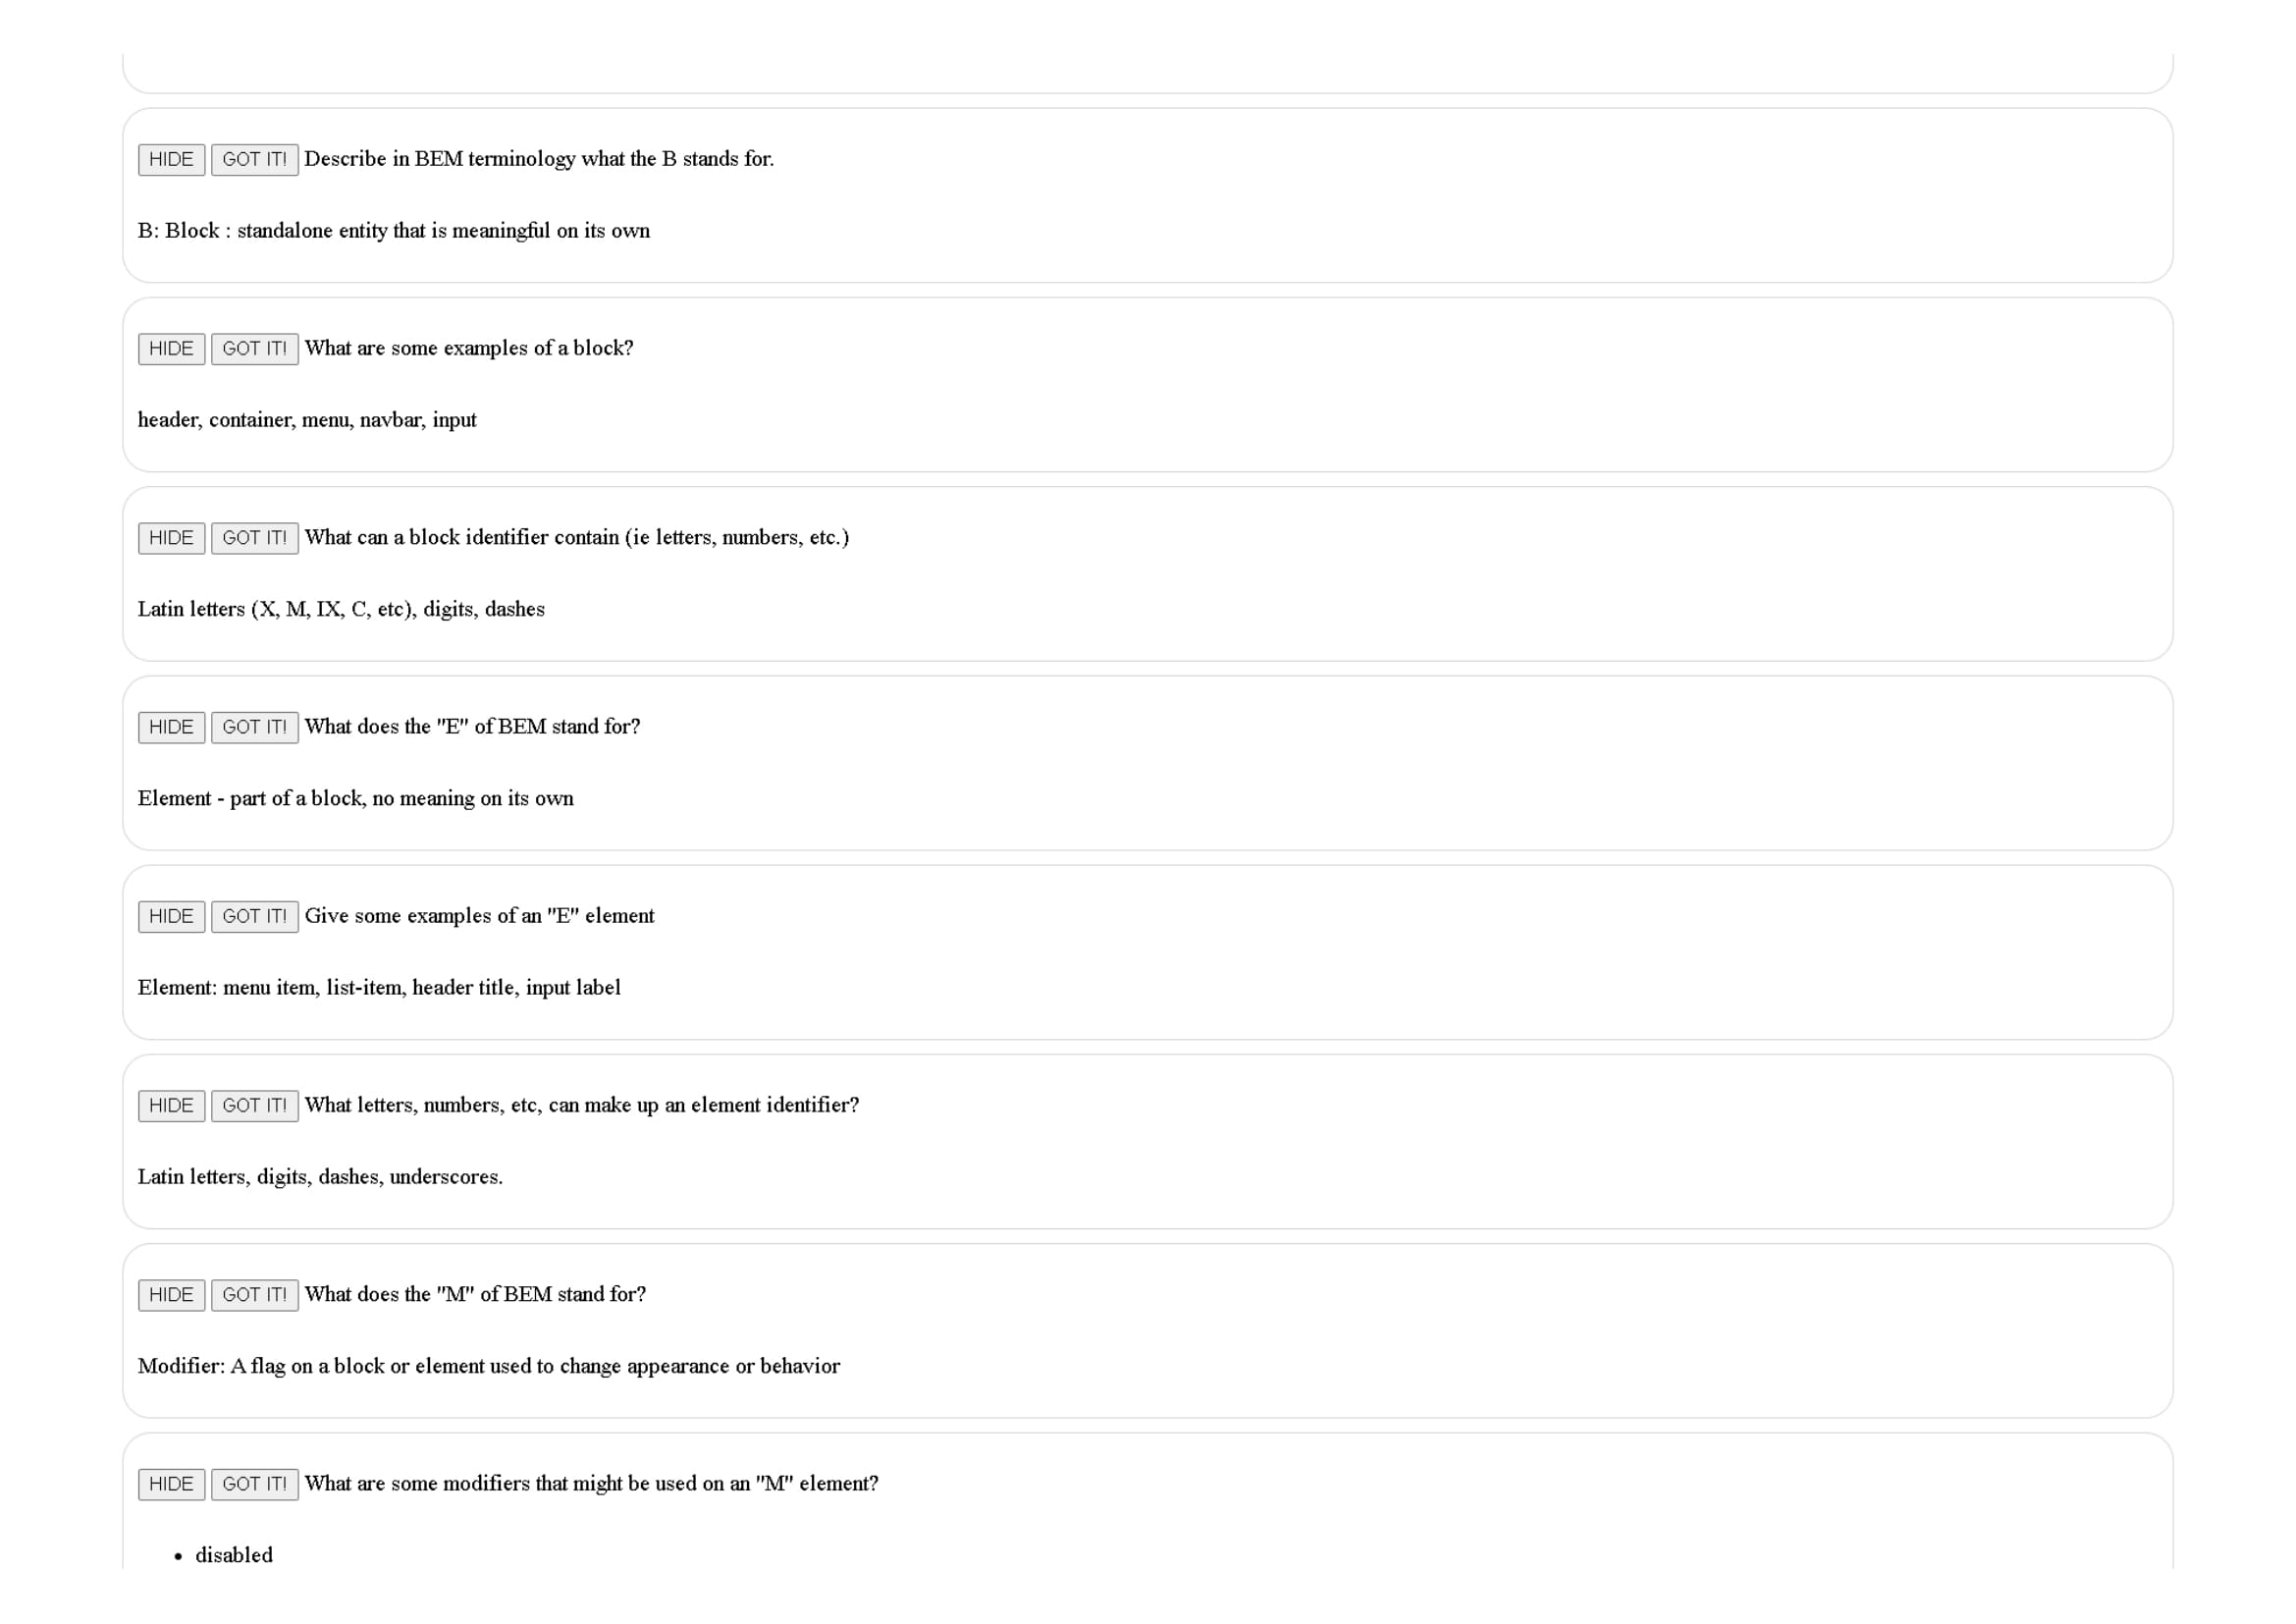 HIDE GOT IT! Describe in BEM terminology what the B stands for.
B: Block : standalone entity that is meaningful on its own
HIDE GOT IT! What are some examples of a block?
header, container, menu, navbar, input
HIDE GOT IT! What can a block identifier contain (ie letters, numbers, etc.)
Latin letters (X, M, IX, C, etc), digits, dashes
HIDE GOT IT! What does the "E" of BEM stand for?
Element - part of a block, no meaning on its own
HIDE GOT IT! Give some examples of an "E" element
Element: menu item, list-item, header title, input label
HIDE GOT IT! What letters, numbers, etc, can make up an element identifier?
Latin letters, digits, dashes, underscores.
HIDE GOT IT! What does the "M" of BEM stand for?
Modifier: A flag on a block or element used to change appearance or behavior
HIDE GOT IT! What are some modifiers that might be used on an "M" element?
• disabled